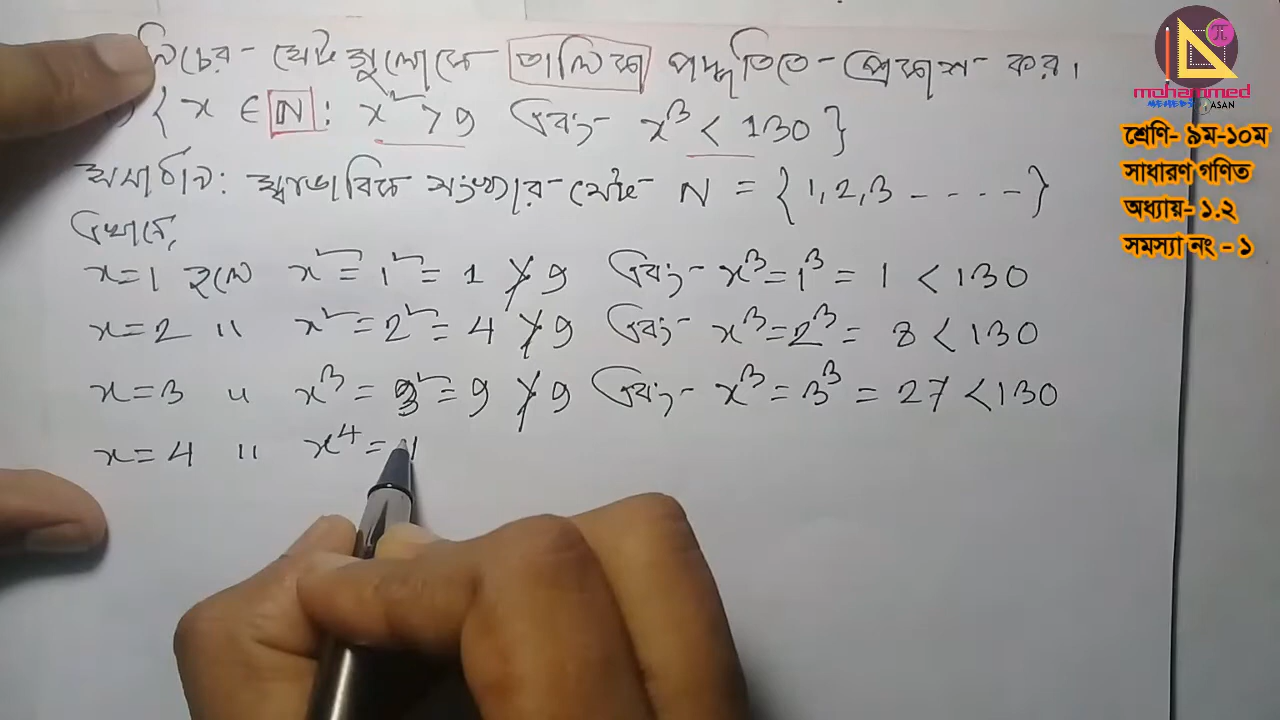 নিচের সেট গুলোকে তালিকা পদ্ধতিতে প্রকাশ কর।
{x ∈ N : x² > 9 এবং x³ < 130}
সমাধান: স্বাভাবিক সংখ্যার সেট N = {1, 2, 3 -----}
এখানে,
x = 1 হলে x² = 1² = 1 ≯ 9 এবং x³ = 1³ = 1 < 130
x = 2 " x² = 2² = 4 ≯ 9 এবং x³ = 2³ = 8 < 130
x = 3 " x³ = 3² = 9 ≯ 9 এবং x³ = 3³ = 27 < 130
x = 4 " x⁴ =
mohammed
শ্রেণি- ৯ম-১০ম
সাধারণ গণিত
অধ্যায়- ১.২
সমস্যা নং - ১